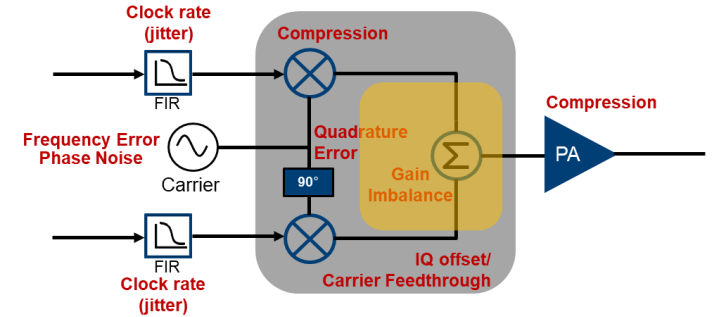 Clock rate
(jitter)
Compression
FIR
Compression
Frequency Error
Phase Noise
Quadrature
Error
Σ
PA
Gain
Imbalance
Carrier
90°
FIR
IQ offset/
Carrier Feedthrough
Clock rate
(jitter)